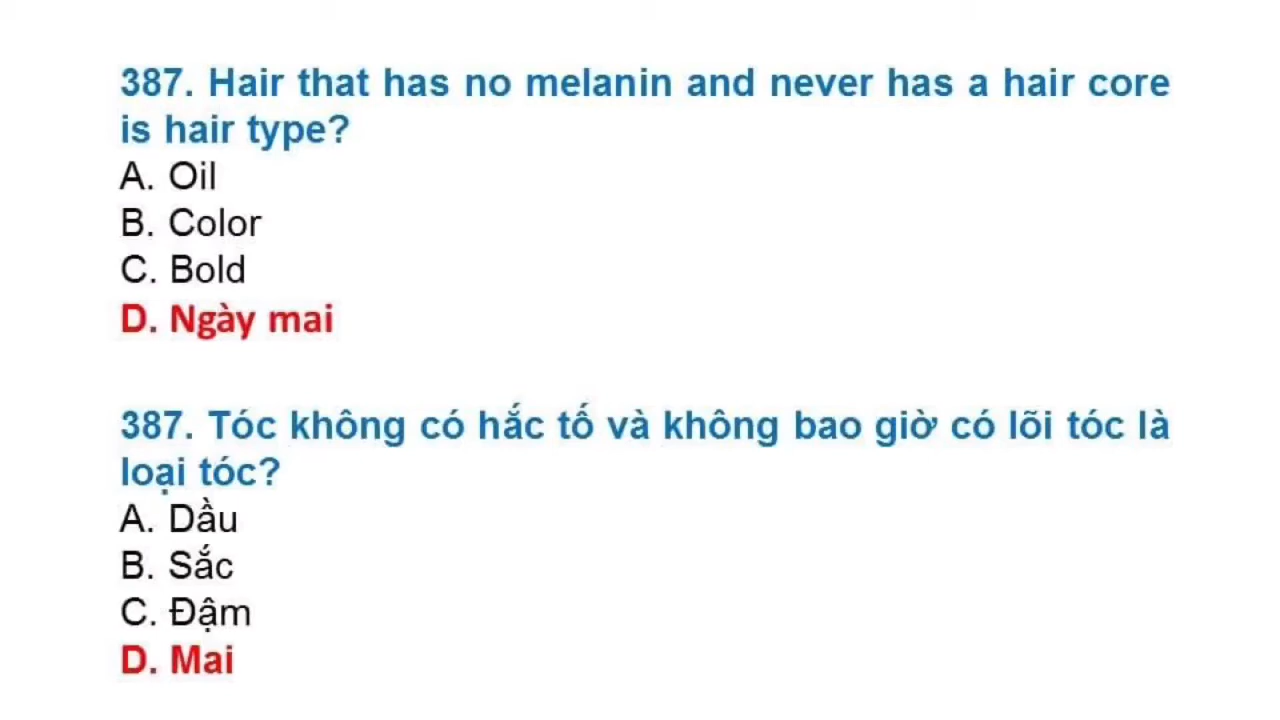 387. Hair that has no melanin and never has a hair core
is hair type?
A. Oil
B. Color
C. Bold
D. Ngày mai
387. Tóc không có hắc tố và không bao giờ có lõi tóc là
loại tóc?
A. Dầu
B. Sắc
C. Đậm
D. Mai